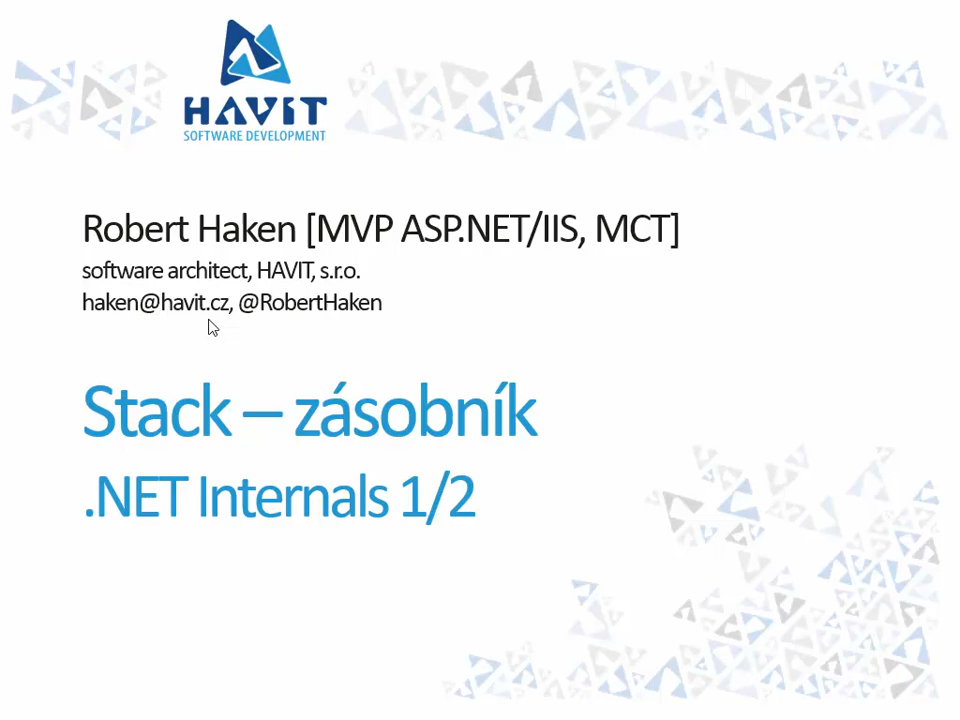 HAVIT
SOFTWARE DEVELOPMENT
Robert Haken [MVP ASP.NET/IIS, MCT]
software architect, HAVIT, s.r.o.
haken@havit.cz, @RobertHaken
Stack – zásobník
.NET Internals 1/2